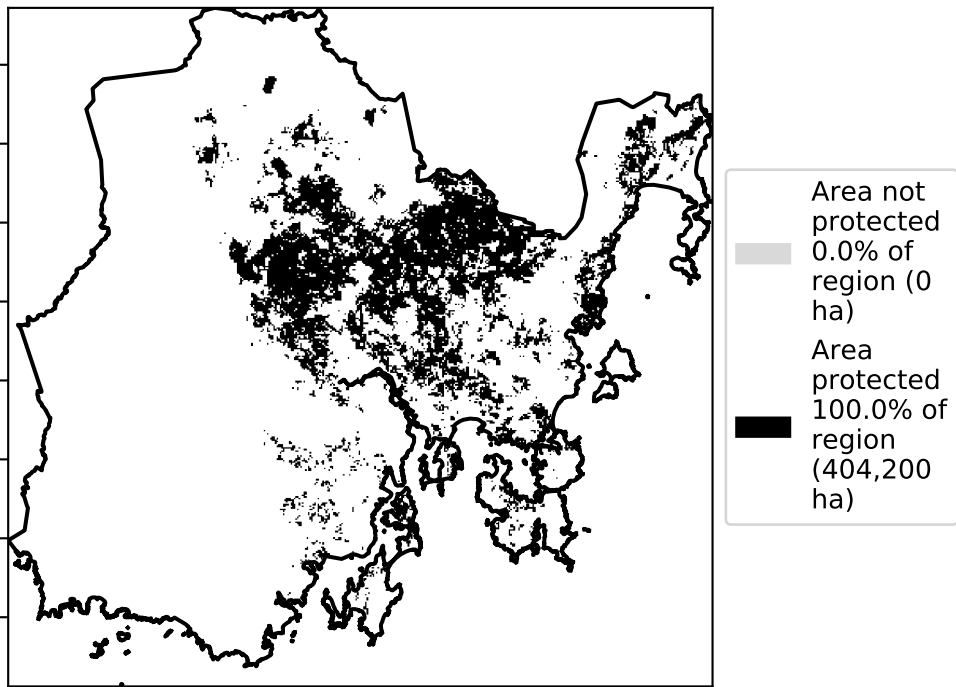 Area not
protected
0.0% of
region (0
ha)
Area
protected
100.0% of
region
(404,200
ha)